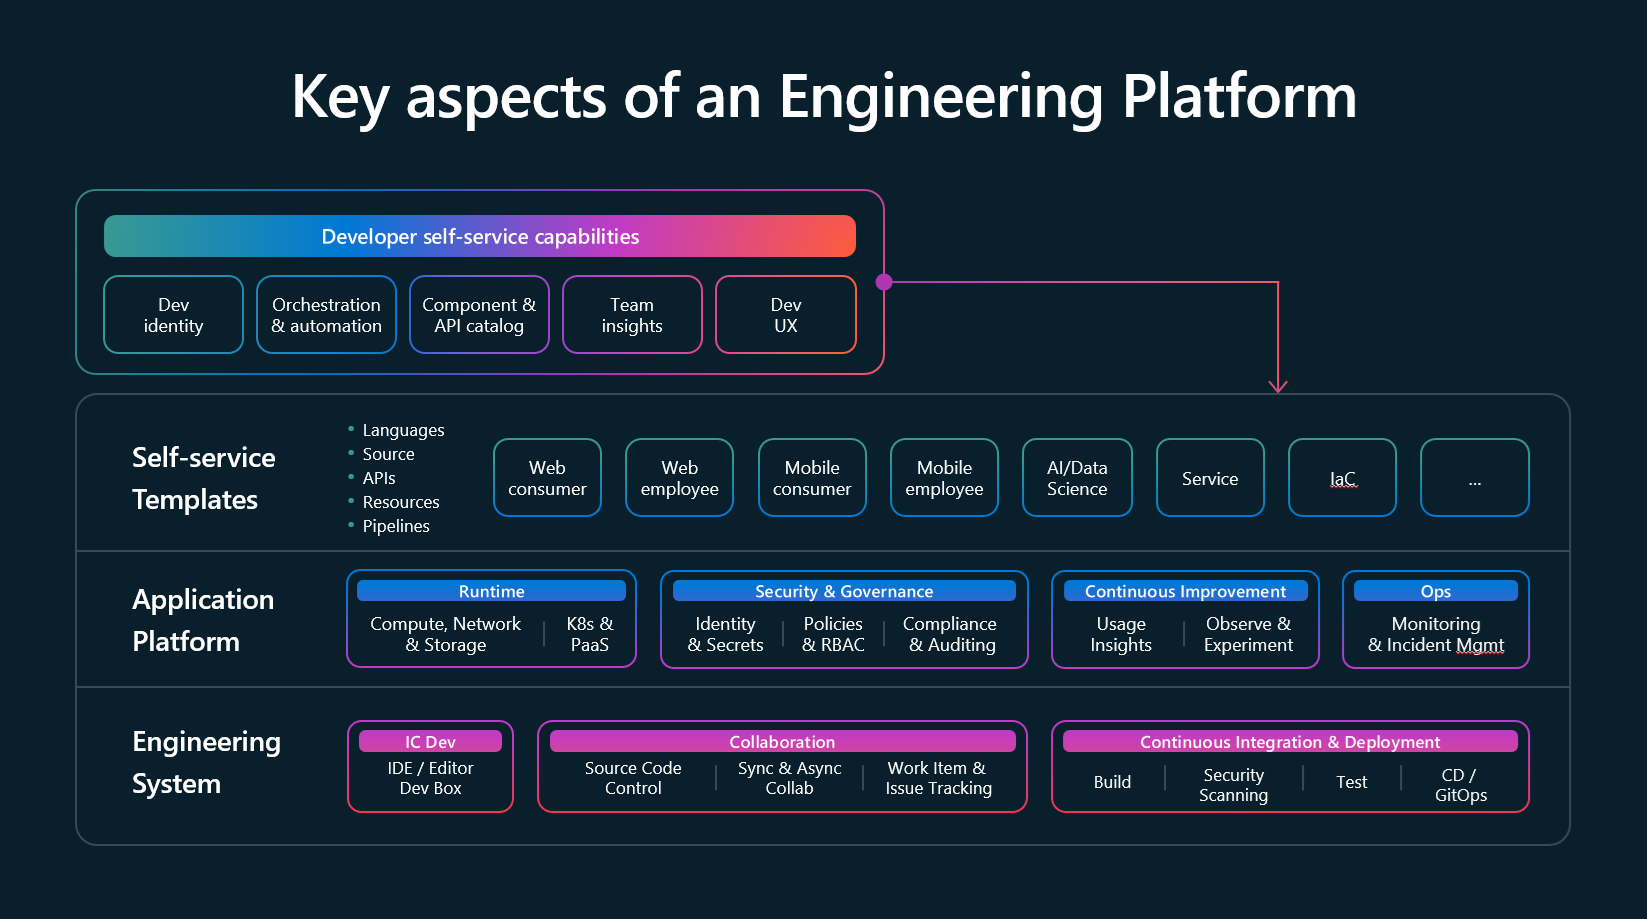 Key aspects of an Engineering Platform
Developer self-service capabilities
Dev
identity
Orchestration
& automation
Component &
API catalog
Team
insights
Dev
UX
Self-service
Templates
• Languages
• Source
• APIs
• Resources
• Pipelines
Web
consumer
Web
employee
Mobile
consumer
Mobile
employee
AI/Data
Science
Service
IaC
...
Application
Platform
Runtime
Compute, Network
& Storage
K8s &
PaaS
Security & Governance
Identity
& Secrets
Policies
& RBAC
Compliance
& Auditing
Continuous Improvement
Usage
Insights
Observe &
Experiment
Ops
Monitoring
& Incident Mgmt
Engineering
System
IC Dev
IDE / Editor
Dev Box
Collaboration
Source Code
Control
Sync & Async
Collab
Work Item &
Issue Tracking
Continuous Integration & Deployment
Build
Security
Scanning
Test
CD /
GitOps